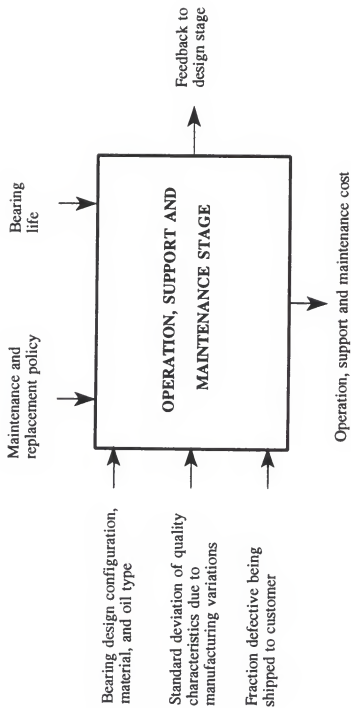 Maintenance and
replacement policy
Bearing
life
Bearing design configuration,
material, and oil type
Standard deviation of quality
characteristics due to
manufacturing variations
Fraction defective being
shipped to customer
OPERATION, SUPPORT AND
MAINTENANCE STAGE
Feedback to
design stage
Operation, support and maintenance cost